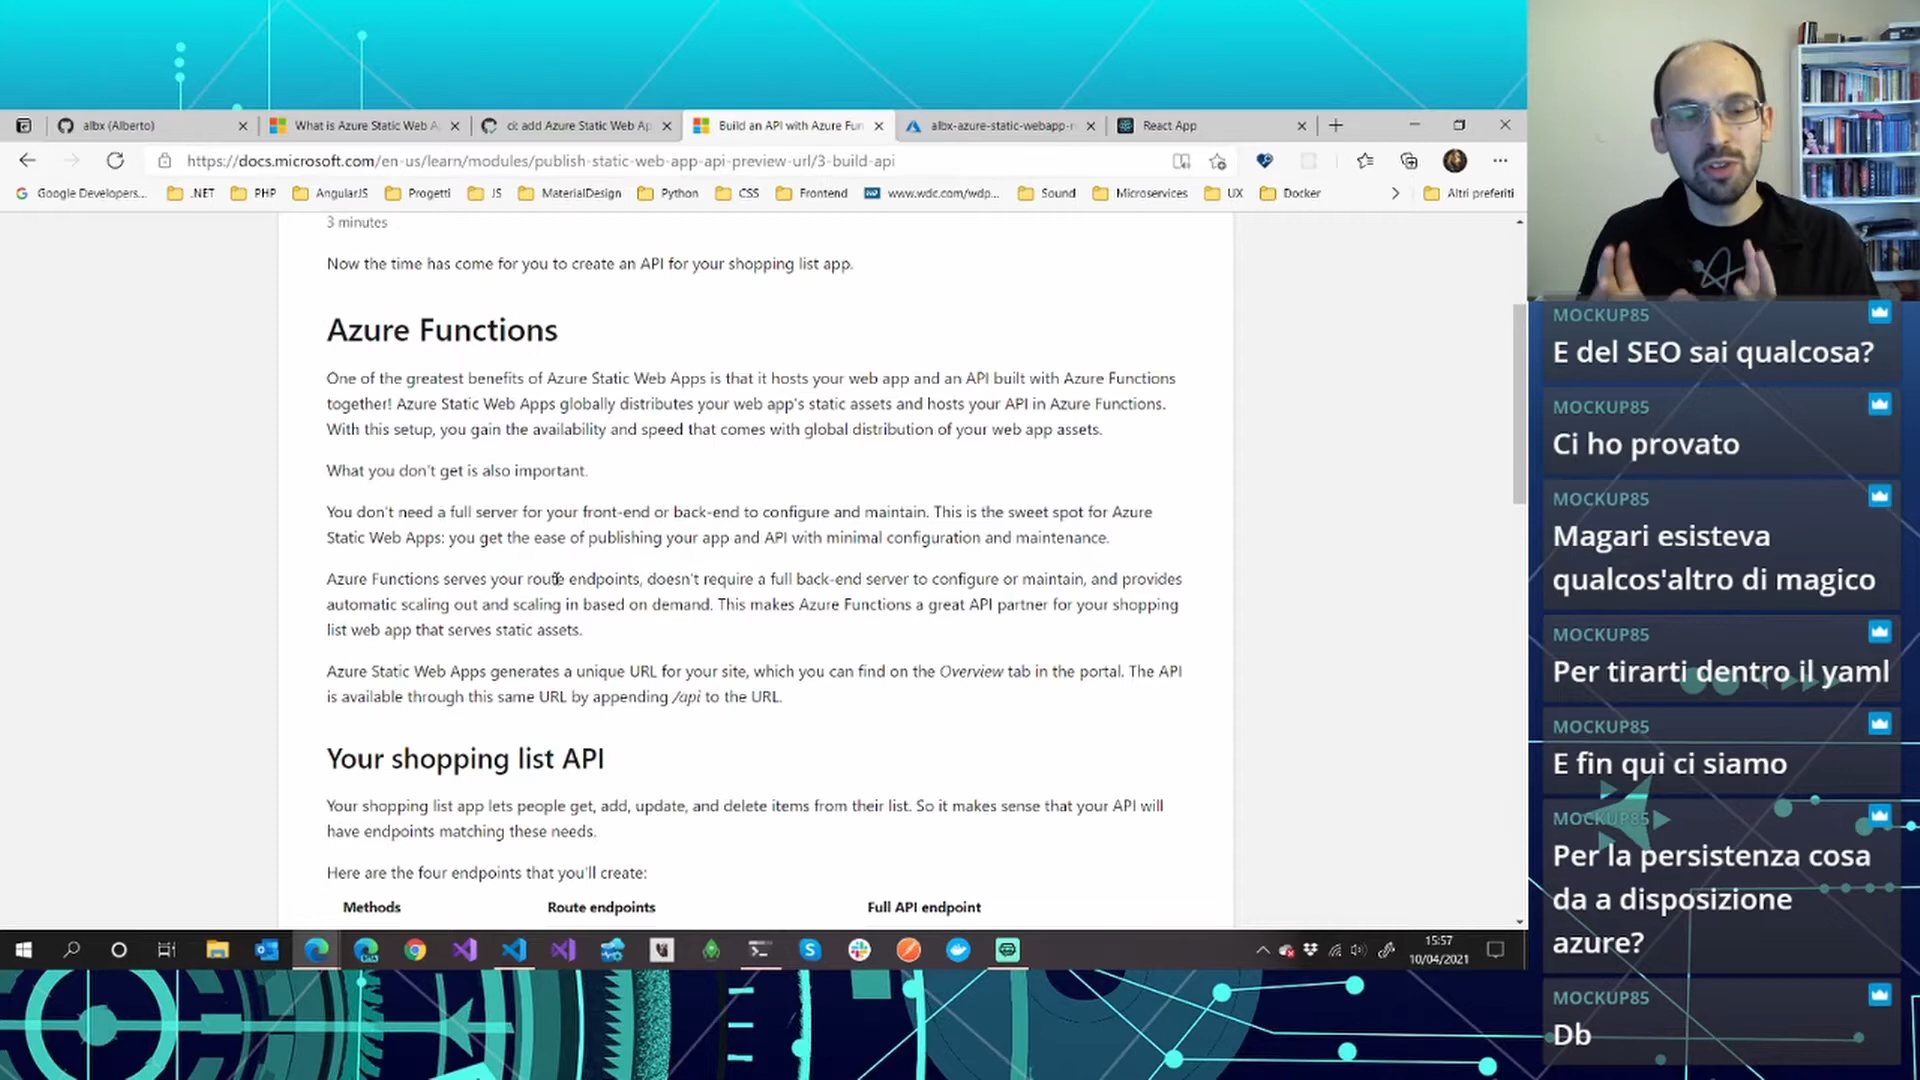 albx (Alberto)
What is Azure Static Web A
ci: add Azure Static Web Ap
Build an API with Azure Fun
albx-azure-static-webapp-r
React App
https://docs.microsoft.com/en-us/learn/modules/publish-static-web-app-api-preview-url/3-build-api
Google Developers...
.NET
PHP
AngularJS
Progetti
JS
MaterialDesign
Python
CSS
Frontend
www.wdc.com/wdp...
Sound
Microservices
UX
Docker
Altri preferiti
3 minutes
Now the time has come for you to create an API for your shopping list app.
Azure Functions
One of the greatest benefits of Azure Static Web Apps is that it hosts your web app and an API built with Azure Functions
together! Azure Static Web Apps globally distributes your web app's static assets and hosts your API in Azure Functions.
With this setup, you gain the availability and speed that comes with global distribution of your web app assets.
What you don't get is also important.
You don't need a full server for your front-end or back-end to configure and maintain. This is the sweet spot for Azure
Static Web Apps: you get the ease of publishing your app and API with minimal configuration and maintenance.
Azure Functions serves your route endpoints, doesn't require a full back-end server to configure or maintain, and provides
automatic scaling out and scaling in based on demand. This makes Azure Functions a great API partner for your shopping
list web app that serves static assets.
Azure Static Web Apps generates a unique URL for your site, which you can find on the Overview tab in the portal. The API
is available through this same URL by appending /api to the URL.
Your shopping list API
Your shopping list app lets people get, add, update, and delete items from their list. So it makes sense that your API will
have endpoints matching these needs.
Here are the four endpoints that you'll create:
Methods
Route endpoints
Full API endpoint
15:57
10/04/2021
MOCKUP85
E del SEO sai qualcosa?
MOCKUP85
Ci ho provato
MOCKUP85
Magari esisteva
qualcos'altro di magico
MOCKUP85
Per tirarti dentro il yaml
MOCKUP85
E fin qui ci siamo
MOCKUP85
Per la persistenza cosa
da a disposizione
azure?
MOCKUP85
Db